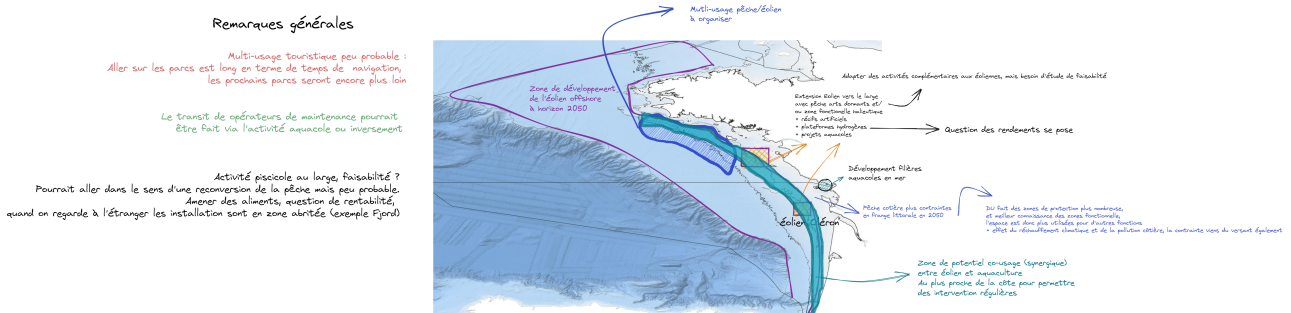 Remarques générales
Multi-usage touristique peu probable :
Aller sur les parcs est long en terme de temps de navigation,
les prochains parcs seront encore plus loin
Le transit de opérateurs de maintenance pourrait
être fait via l'activité aquacole ou inversement
Activité piscicole au large, faisabilité ?
Pourrait aller dans le sens d'une reconversion de la pêche mais peu probable.
Amener des aliments, question de rentabilité,
quand on regarde à l'étranger les installation sont en zone abritée (exemple Fjord)
Mutli-usage pêche/éolien
à organiser
Zone de développement
de l'éolien offshore
à horizon 2050
Adapter des activités complémentaires aux éoliennes, mais besoin d'étude de faisabilité
Extension Eolien vers le large
avec pêche arts dormants et/
ou zone fonctionnelle halieutique
+ récifs artificiels
+ plateformes hydrogènes
+ projets aquacoles
Question des rendements se pose
Développement filières
aquacoles en mer
Pêche cotière plus contraintes
en frange littorale en 2050
DU fait des zones de protection plus nombreuse,
et meilleur connaissance des zones fonctionnelle,
l'espace est donc plus utilisées pour d'autres fonctions
+ effet du réchauffement climatique et de la pollution côtière, la contrainte viens du versant également
éolien
éron
Zone de potentiel co-usage (synergique)
entre éolien et aquaculture
Au plus proche de la côte pour permettre
des intervention régulières